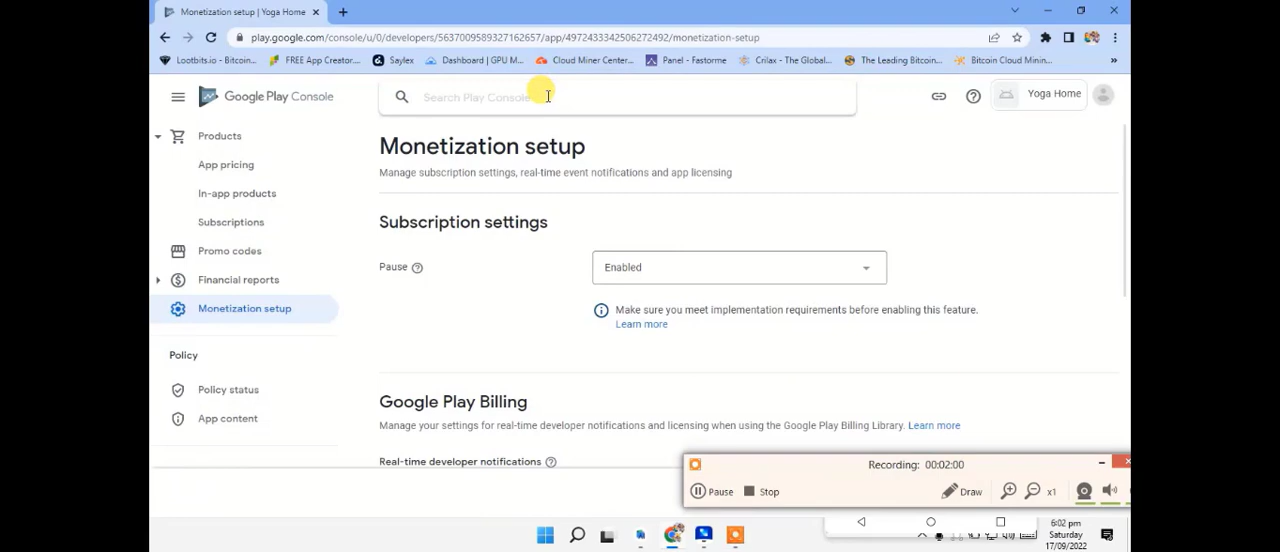 Monetization setup | Yoga Home
play.google.com/console/u/0/developers/5637009589327162657/app/4972433342506272492/monetization-setup
Lootbits.io - Bitcoin... FREE App Creator.... Saylex Dashboard | GPU M... Cloud Miner Center... Panel - Fastorme Crilax - The Global... The Leading Bitcoin... Bitcoin Cloud Minin... »
Google Play Console
Search Play Console
Yoga Home
Products
App pricing
In-app products
Subscriptions
Promo codes
Financial reports
Monetization setup
Policy
Policy status
App content
Monetization setup
Manage subscription settings, real-time event notifications and app licensing
Subscription settings
Pause
Enabled
Make sure you meet implementation requirements before enabling this feature.
Learn more
Google Play Billing
Manage your settings for real-time developer notifications and licensing when using the Google Play Billing Library. Learn more
Real-time developer notifications
Recording: 00:02:00
Pause Stop Draw x1
6:02 pm
Saturday
17/09/2022